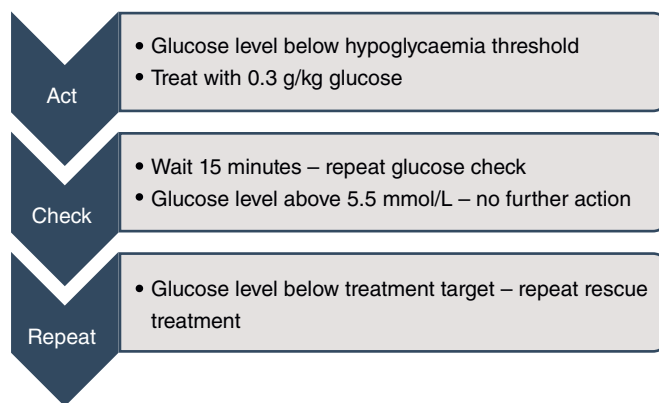 Act
• Glucose level below hypoglycaemia threshold
• Treat with 0.3 g/kg glucose
Check
• Wait 15 minutes – repeat glucose check
• Glucose level above 5.5 mmol/L – no further action
Repeat
• Glucose level below treatment target – repeat rescue
treatment